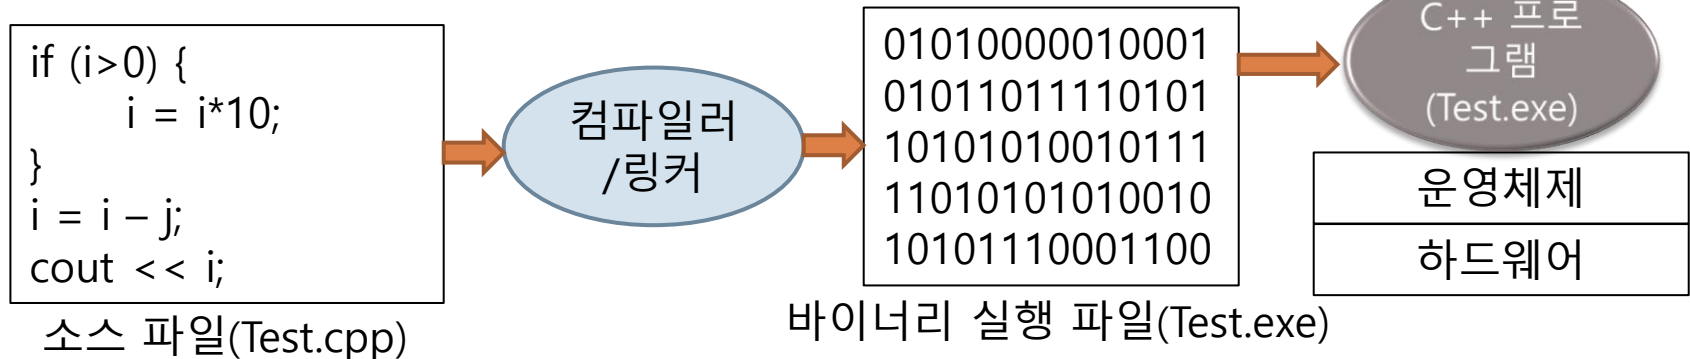 if (i>0) {
i = i*10;
}
i = i – j;
cout << i;
소스 파일(Test.cpp)
컴파일러
/링커
01010000010001
01011011110101
10101010010111
11010101010010
10101110001100
바이너리 실행 파일(Test.exe)
C++ 프로
그램
(Test.exe)
운영체제
하드웨어